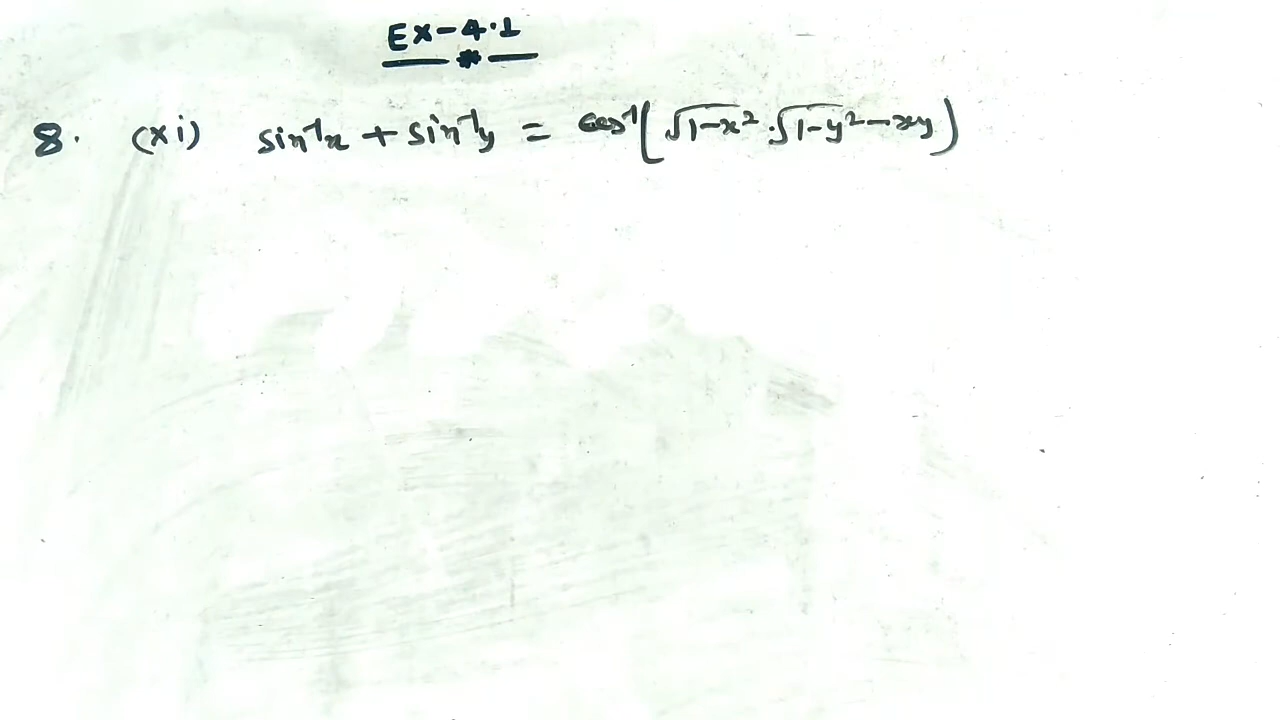 Ex-4.1
8. (xi) sin⁻¹x + sin⁻¹y = cos⁻¹(√1-x² . √1-y² - xy)